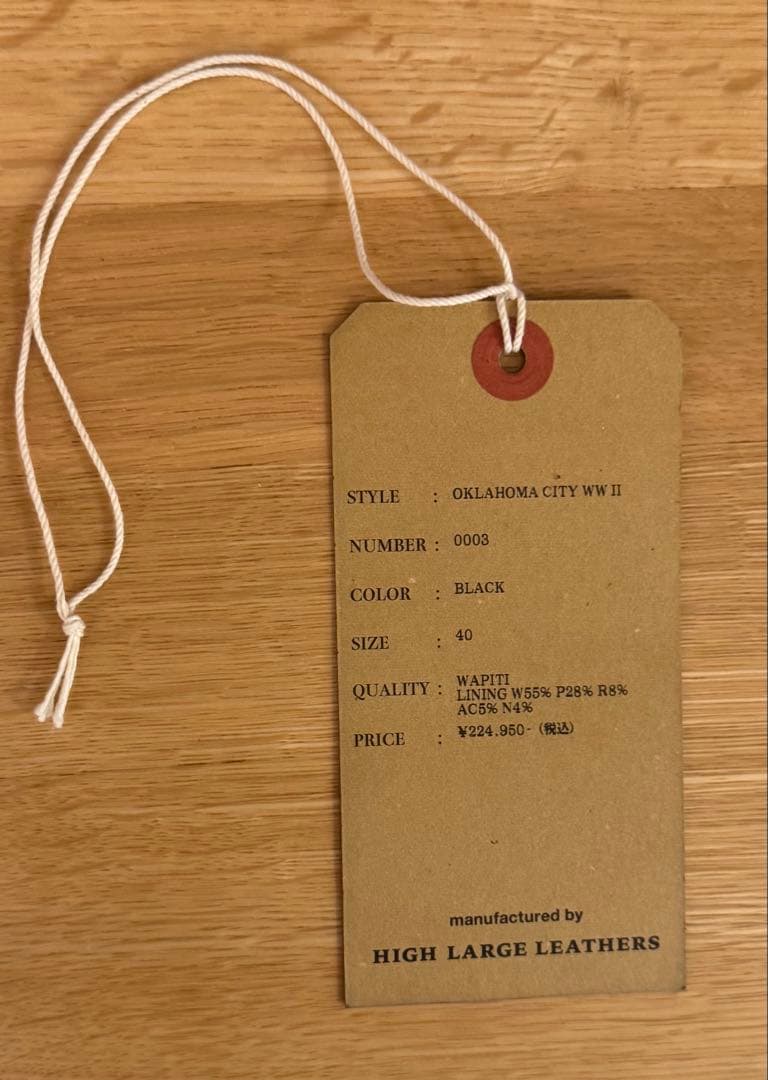 STYLE : OKLAHOMA CITY WW II
NUMBER : 0003
COLOR : BLACK
SIZE : 40
QUALITY : WAPITI
LINING W55% P28% R8%
AC5% N4%
PRICE : ¥224.950-（税込）
manufactured by
HIGH LARGE LEATHERS